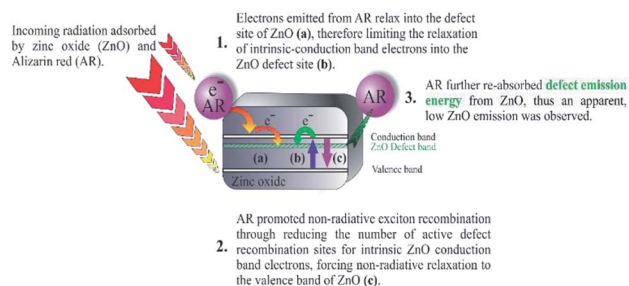 Incoming radiation adsorbed
by zinc oxide (ZnO) and
Alizarin red (AR).
1.
Electrons emitted from AR relax into the defect
site of ZnO (a), therefore limiting the relaxation
of intrinsic-conduction band electrons into the
ZnO defect site (b).
e-
AR
AR
3.
AR further re-absorbed defect emission
energy from ZnO, thus an apparent,
low ZnO emission was observed.
e-
e-
Conduction band
ZnO Defect band
(a)
(b)
(c)
Valence band
Zinc oxide
2.
AR promoted non-radiative exciton recombination
through reducing the number of active defect
recombination sites for intrinsic ZnO conduction
band electrons, forcing non-radiative relaxation to
the valence band of ZnO (c).